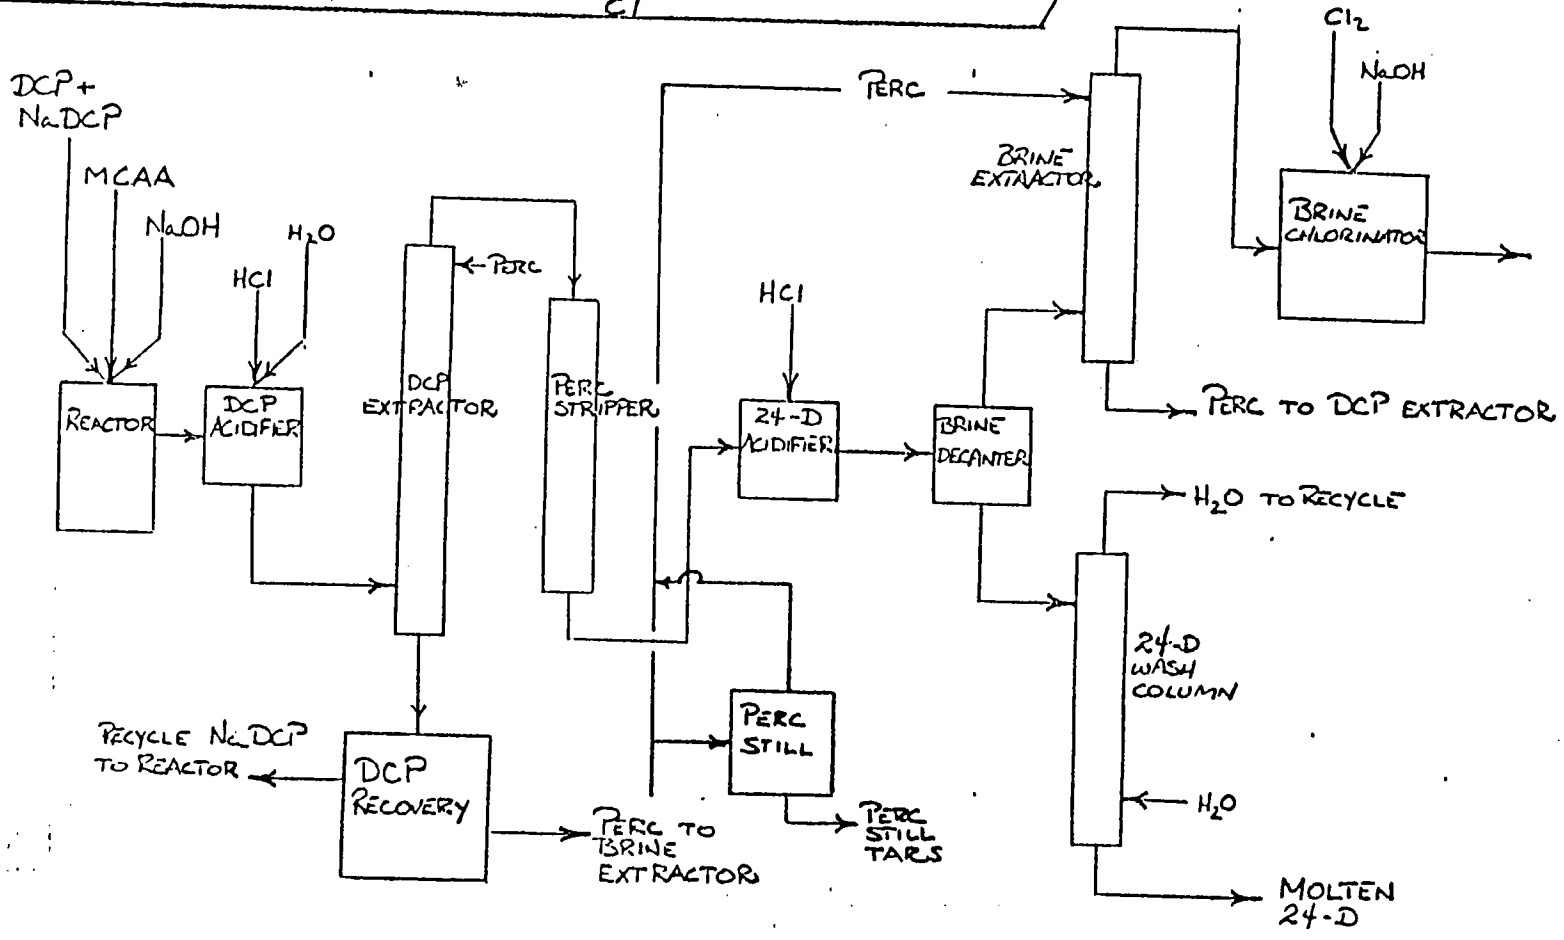 Cl
Cl2
NaOH
DCP+
NaDCP
MCAA
NaOH
H2O
HCl
PERC
PERC
BRINE
EXTRACTOR
BRINE
CHLORINATOR
HCl
REACTOR
DCP
ACIDIFIER
DCP
EXTRACTOR
PERC
STRIPPER
24-D
ACIDIFIER
BRINE
DECANTER
PERC TO DCP EXTRACTOR
H2O TO RECYCLE
24-D
WASH
COLUMN
H2O
MOLTEN
24-D
RECYCLE NaDCP
TO REACTOR
DCP
RECOVERY
PERC TO
BRINE
EXTRACTOR
PERC
STILL
PERC
STILL
TARS